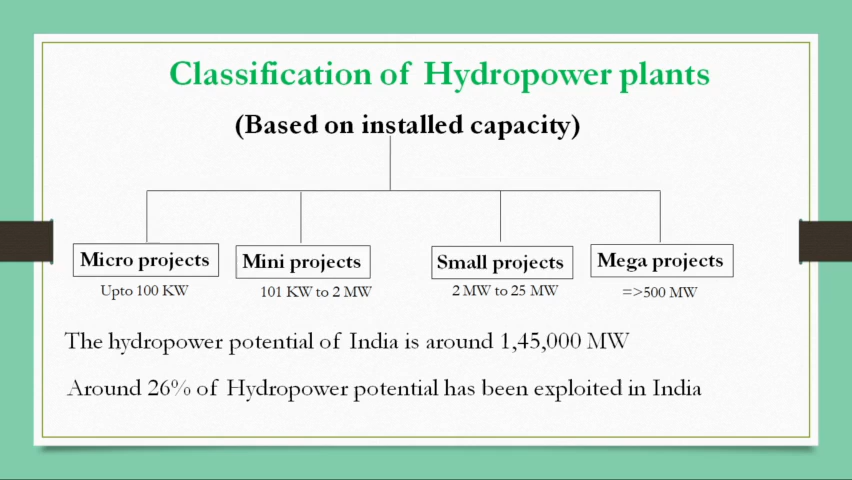 Classification of Hydropower plants
(Based on installed capacity)
Micro projects
Upto 100 KW
Mini projects
101 KW to 2 MW
Small projects
2 MW to 25 MW
Mega projects
=>500 MW
The hydropower potential of India is around 1,45,000 MW
Around 26% of Hydropower potential has been exploited in India